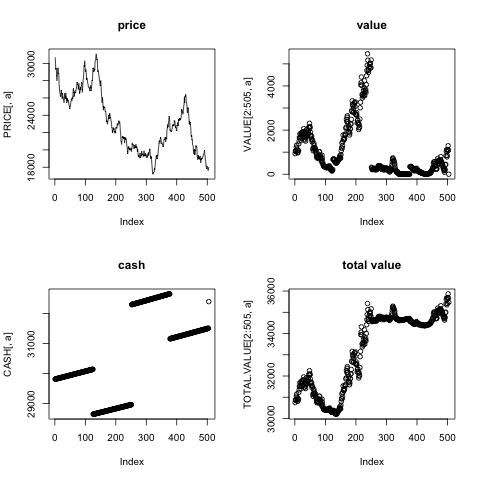 price
PRICE[, a]
30000
24000
18000
0 100 200 300 400 500
Index
value
VALUE[2:505, a]
4000
2000
0
0 100 200 300 400 500
Index
cash
CASH[, a]
31000
29000
0 100 200 300 400 500
Index
total value
TOTAL.VALUE[2:505, a]
36000
34000
32000
30000
0 100 200 300 400 500
Index